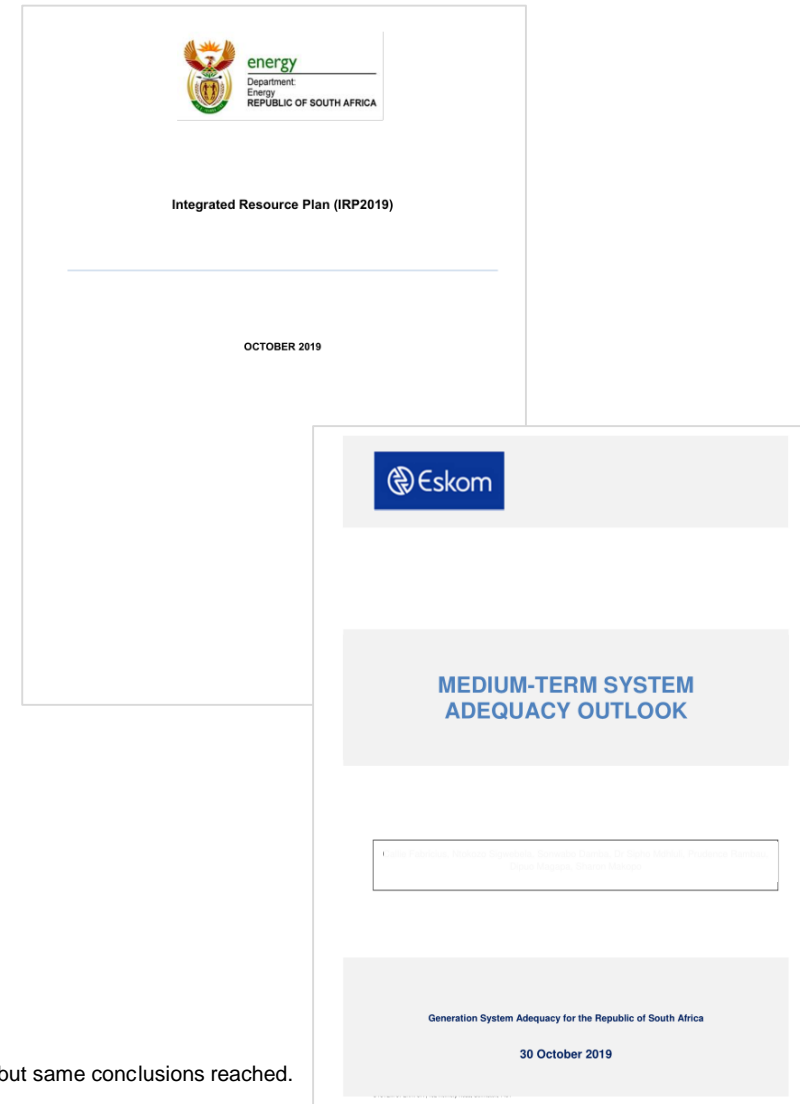 energy
Department:
Energy
REPUBLIC OF SOUTH AFRICA
Integrated Resource Plan (IRP2019)
OCTOBER 2019
Eskom
MEDIUM-TERM SYSTEM
ADEQUACY OUTLOOK
Generation System Adequacy for the Republic of South Africa
30 October 2019
but same conclusions reached.